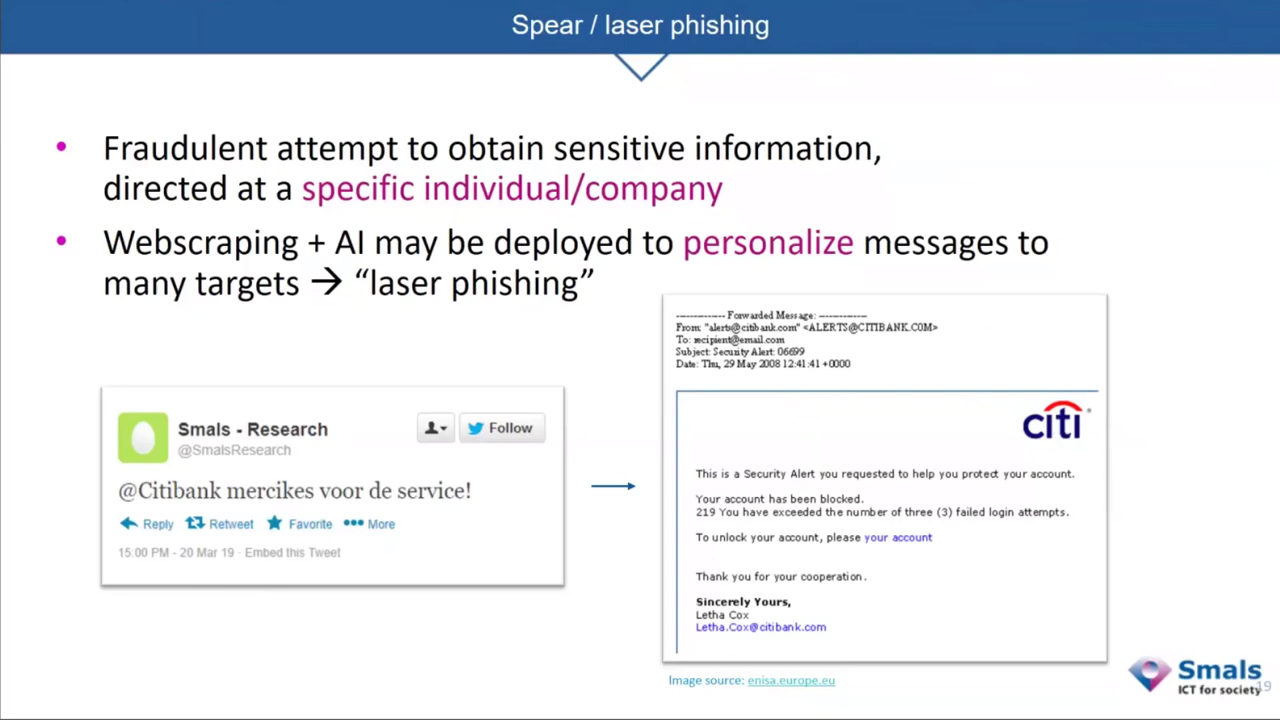 Spear / laser phishing
• Fraudulent attempt to obtain sensitive information,
directed at a specific individual/company
• Webscraping + AI may be deployed to personalize messages to
many targets → “laser phishing”
Smals - Research
@SmalsResearch
Follow
@Citibank mercikes voor de service!
Reply Retweet Favorite More
15:00 PM - 20 Mar 19 · Embed this Tweet
-------------- Forwarded Message: --------------
From: "alerts@citibank.com" <ALERTS@CITIBANK.COM>
To: recipient@email.com
Subject: Security Alert: 06699
Date: Thu, 29 May 2008 12:41:41 +0000
citi
This is a Security Alert you requested to help you protect your account.
Your account has been blocked.
219 You have exceeded the number of three (3) failed login attempts.
To unlock your account, please your account
Thank you for your cooperation.
Sincerely Yours,
Letha Cox
Letha.Cox@citibank.com
Image source: enisa.europe.eu
Smals
ICT for society
19